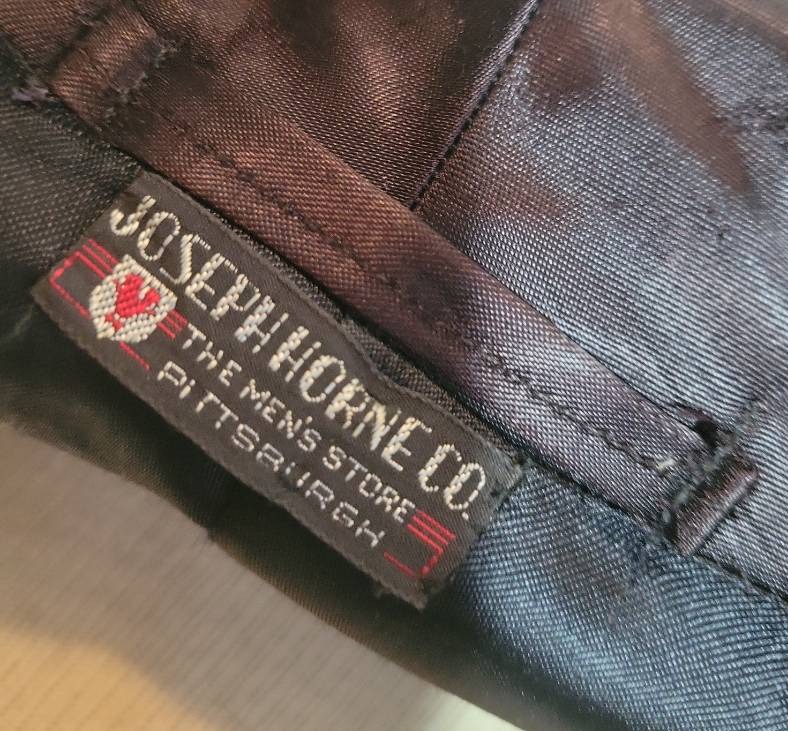 JOSEPH HORNE CO.
THE MEN'S STORE
PITTSBURGH